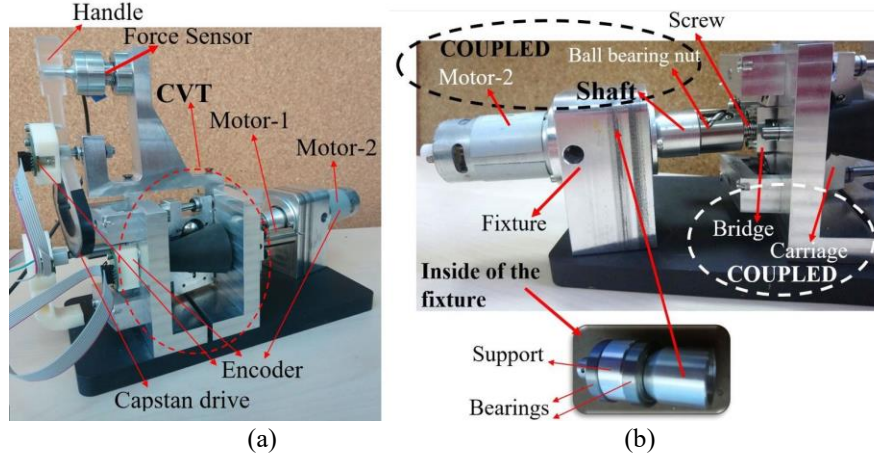 Handle
Force Sensor
CVT
Motor-1
Motor-2
Encoder
Capstan drive
(a)
Screw
COUPLED
Ball bearing nut
Motor-2
Shaft
Fixture
Bridge
Carriage
COUPLED
Inside of the
fixture
Support
Bearings
(b)